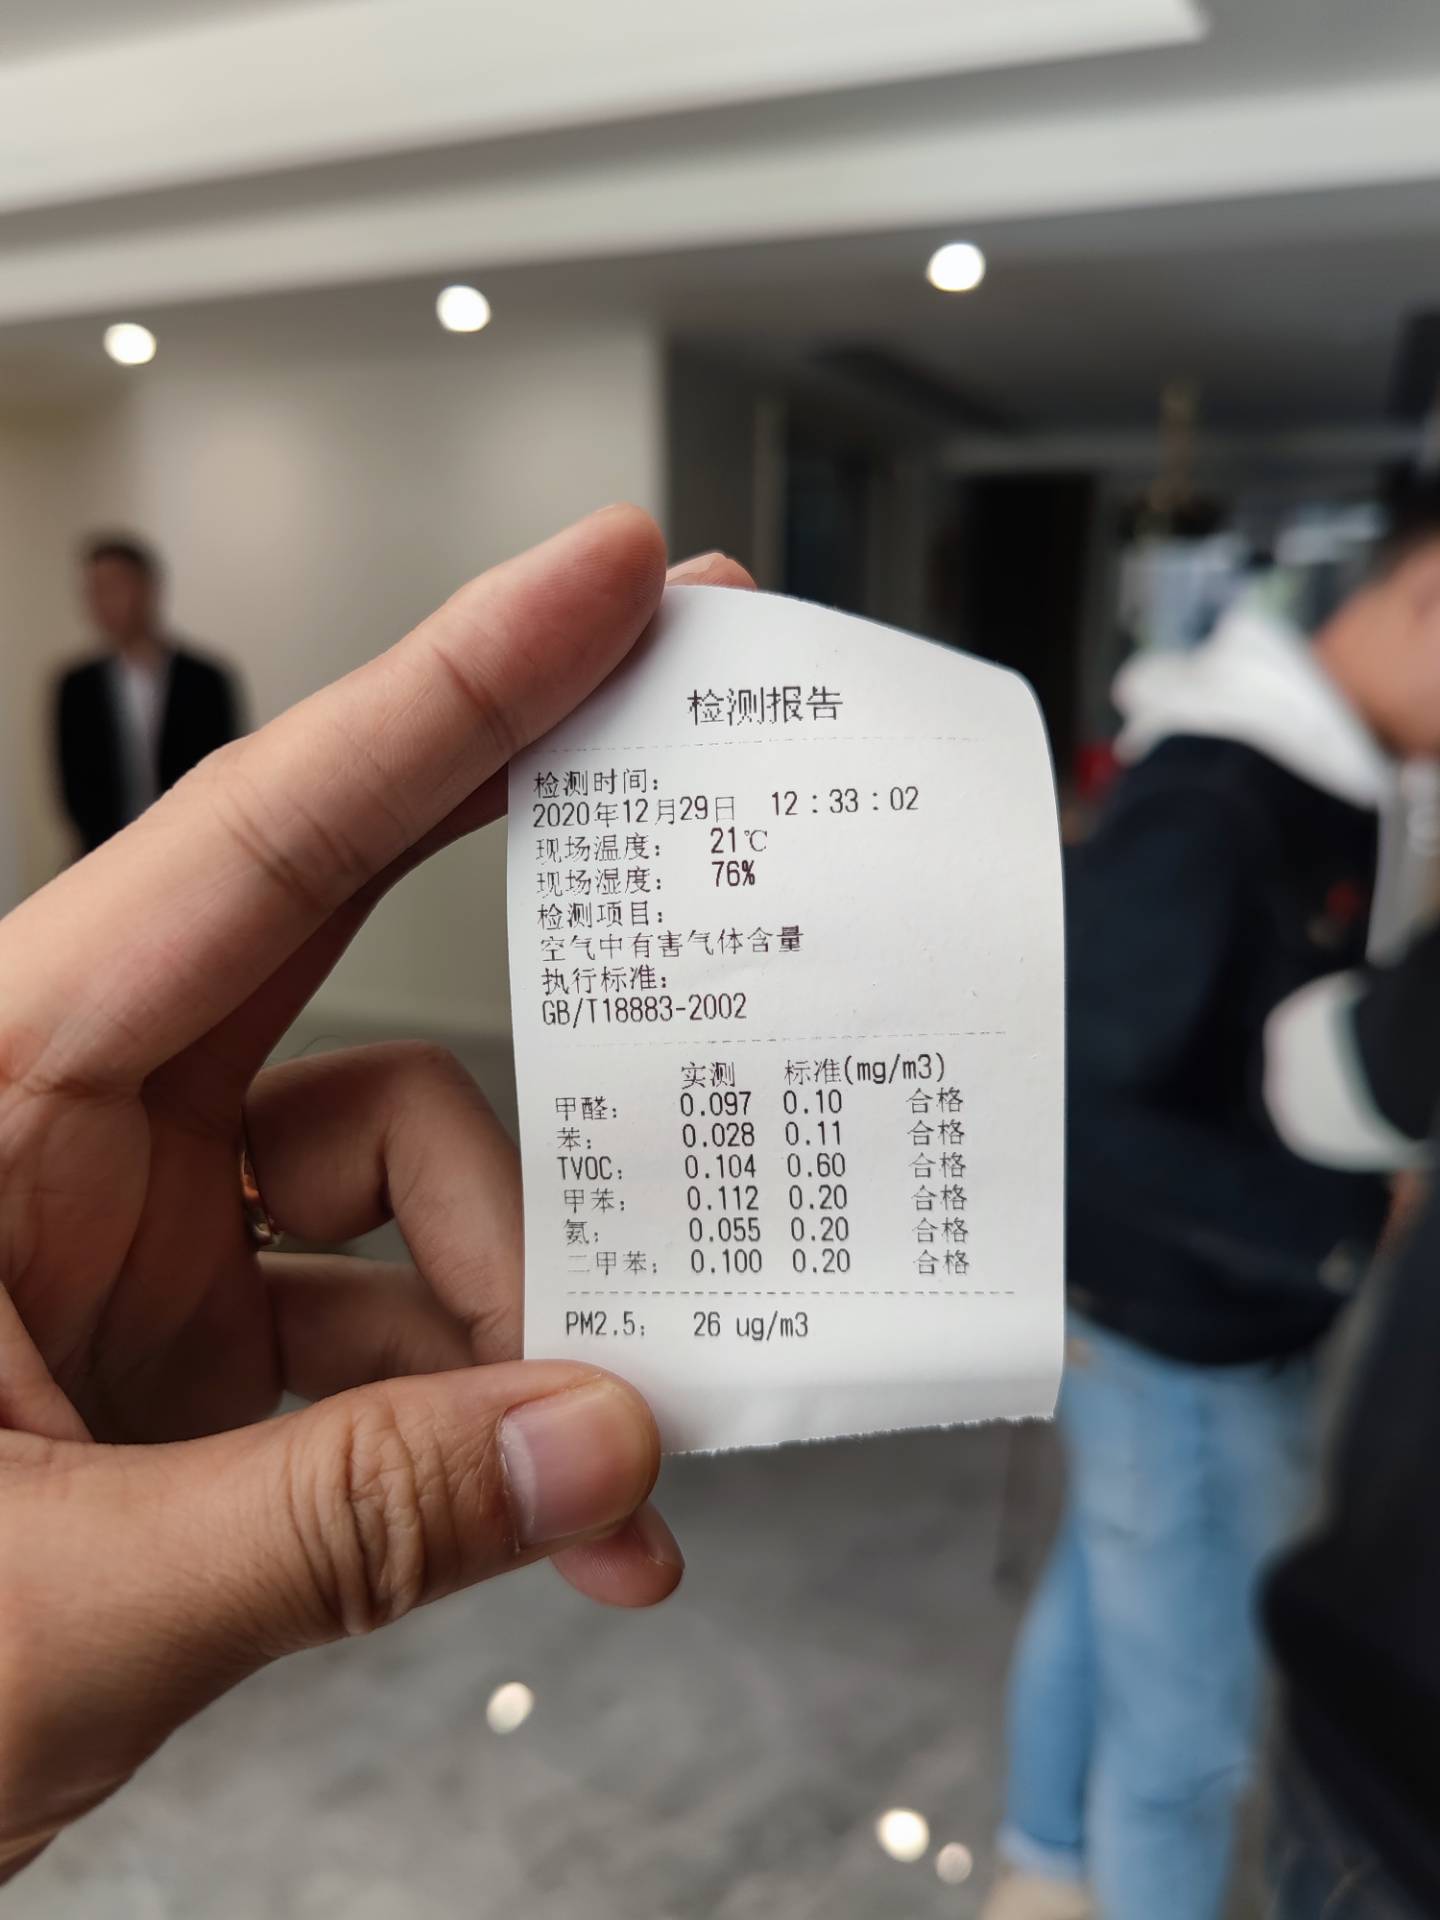 检测报告
检测时间：
2020年12月29日 12：33：02
现场温度： 21℃
现场湿度： 76%
检测项目：
空气中有害气体含量
执行标准：
GB/T18883-2002
实测 标准(mg/m3)
甲醛： 0.097 0.10 合格
苯： 0.028 0.11 合格
TVOC： 0.104 0.60 合格
甲苯： 0.112 0.20 合格
氨： 0.055 0.20 合格
二甲苯： 0.100 0.20 合格
PM2.5： 26 ug/m3